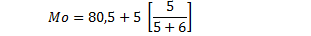 Mo = 80,5 + 5 [5/(5 + 6)]